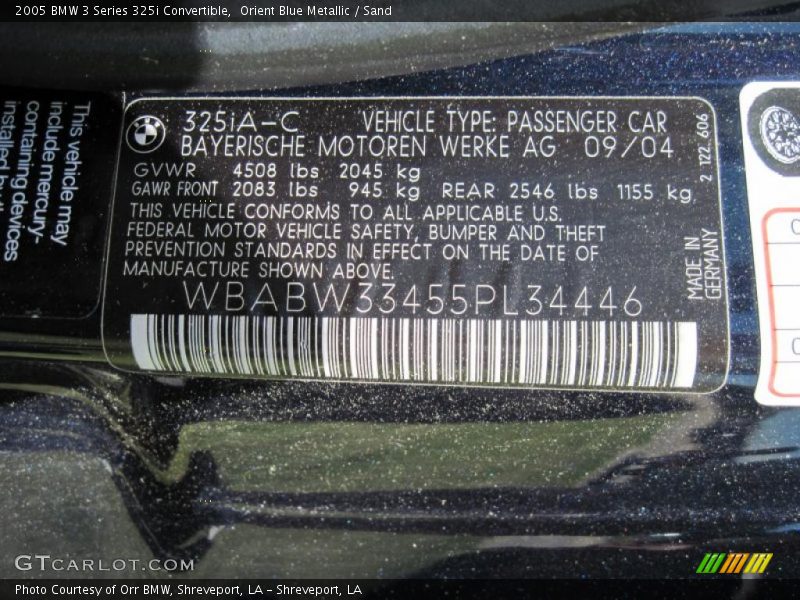 2005 BMW 3 Series 325i Convertible,  Orient Blue Metallic / Sand
This vehicle may
include mercury-
containing devices
325iA-C VEHICLE TYPE: PASSENGER CAR
BAYERISCHE MOTOREN WERKE AG 09/04
GVWR 4508 lbs 2045 kg
GAWR FRONT 2083 lbs 945 kg REAR 2546 lbs 1155 kg
THIS VEHICLE CONFORMS TO ALL APPLICABLE U.S.
FEDERAL MOTOR VEHICLE SAFETY, BUMPER AND THEFT
PREVENTION STANDARDS IN EFFECT ON THE DATE OF
MANUFACTURE SHOWN ABOVE.
WBABW33455PL34446
2 122 606
MADE IN
GERMANY
GTCARLOT.COM
Photo Courtesy of Orr BMW, Shreveport, LA - Shreveport, LA